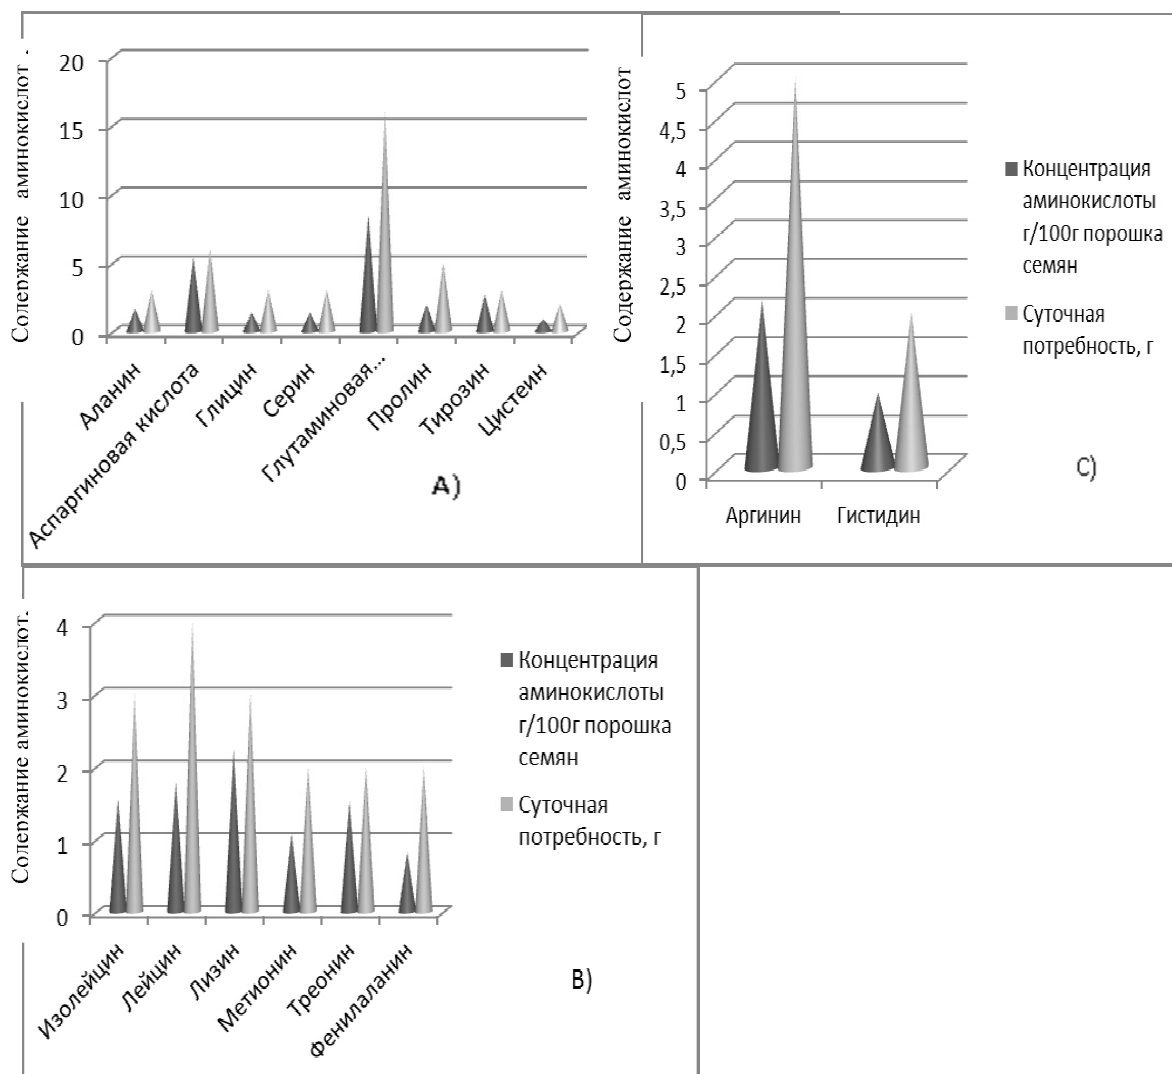 Солержание аминокислот .
20
15
10
5
0
Аланин
Аспаргиновая кислота
Глицин
Серин
Глутаминовая...
Пролин
Тирозин
Цистеин
А)
Содержание аминокислот
5
4,5
4
3,5
3
2,5
2
1,5
1
0,5
0
Аргинин
Гистидин
Концентрация
аминокислоты
г/100г порошка
семян
Суточная
потребность, г
С)
Солержание аминокислот.
4
3
2
1
0
Изолейцин
Лейцин
Лизин
Метионин
Треонин
Фенилаланин
Концентрация
аминокислоты
г/100г порошка
семян
Суточная
потребность, г
В)